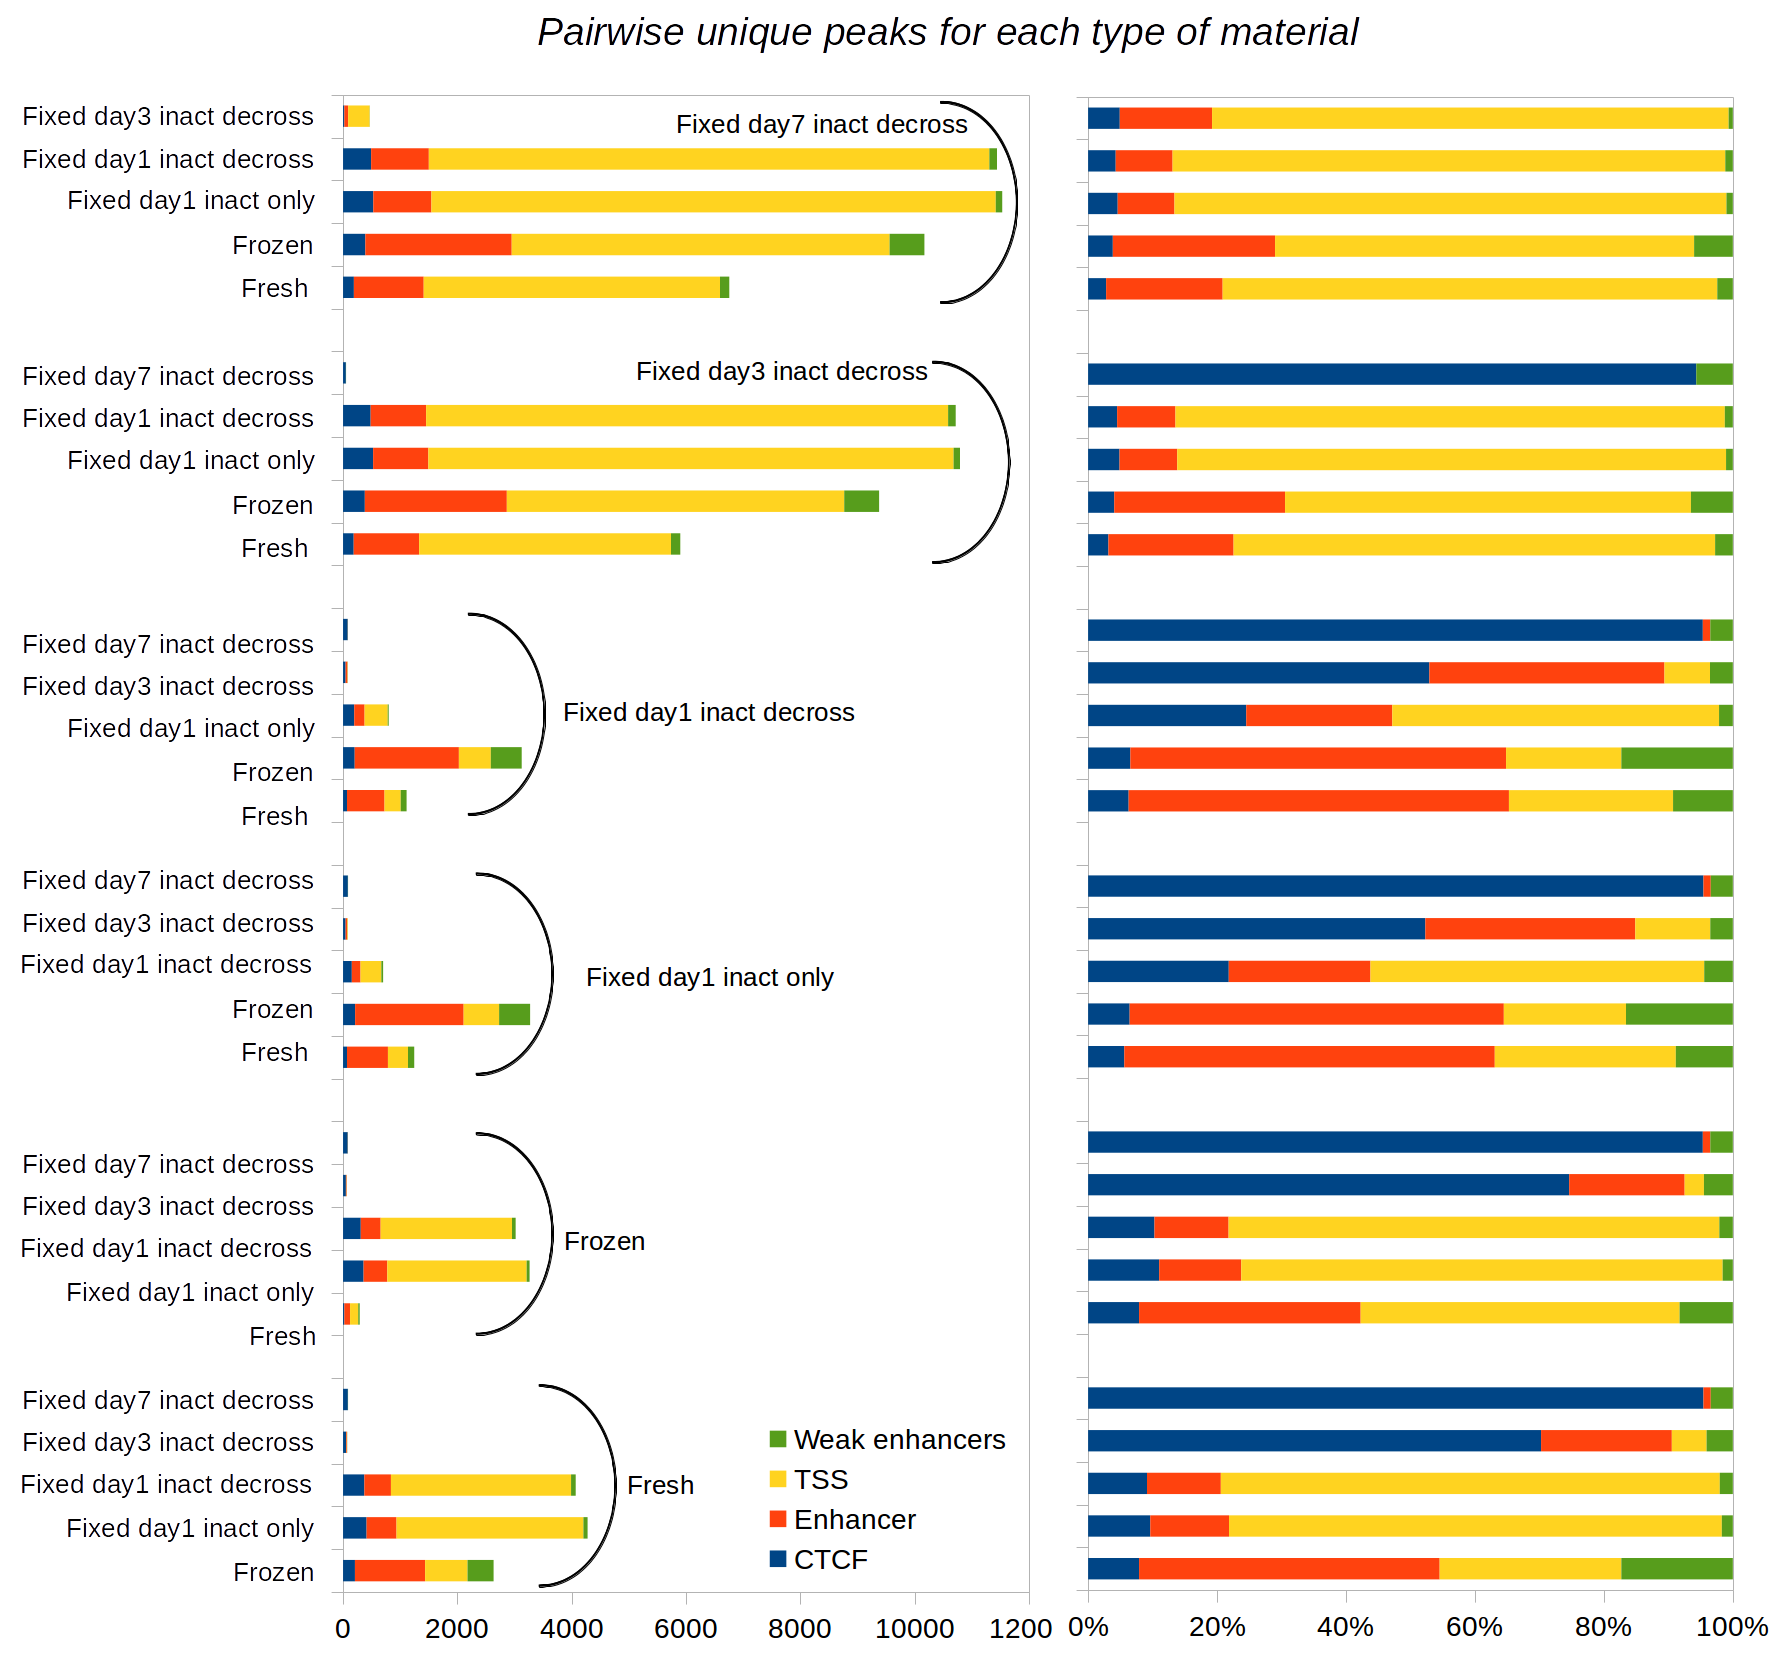 Pairwise unique peaks for each type of material
Fixed day3 inact decross
Fixed day1 inact decross
Fixed day1 inact only
Frozen
Fresh
Fixed day7 inact decross
Fixed day7 inact decross
Fixed day1 inact decross
Fixed day1 inact only
Frozen
Fresh
Fixed day3 inact decross
Fixed day7 inact decross
Fixed day3 inact decross
Fixed day1 inact only
Frozen
Fresh
Fixed day1 inact decross
Fixed day7 inact decross
Fixed day3 inact decross
Fixed day1 inact decross
Frozen
Fresh
Fixed day1 inact only
Fixed day7 inact decross
Fixed day3 inact decross
Fixed day1 inact decross
Fixed day1 inact only
Fresh
Frozen
Fixed day7 inact decross
Fixed day3 inact decross
Fixed day1 inact decross
Fixed day1 inact only
Frozen
Fresh
Weak enhancers
TSS
Enhancer
CTCF
0 2000 4000 6000 8000 10000 1200
0% 20% 40% 60% 80% 100%